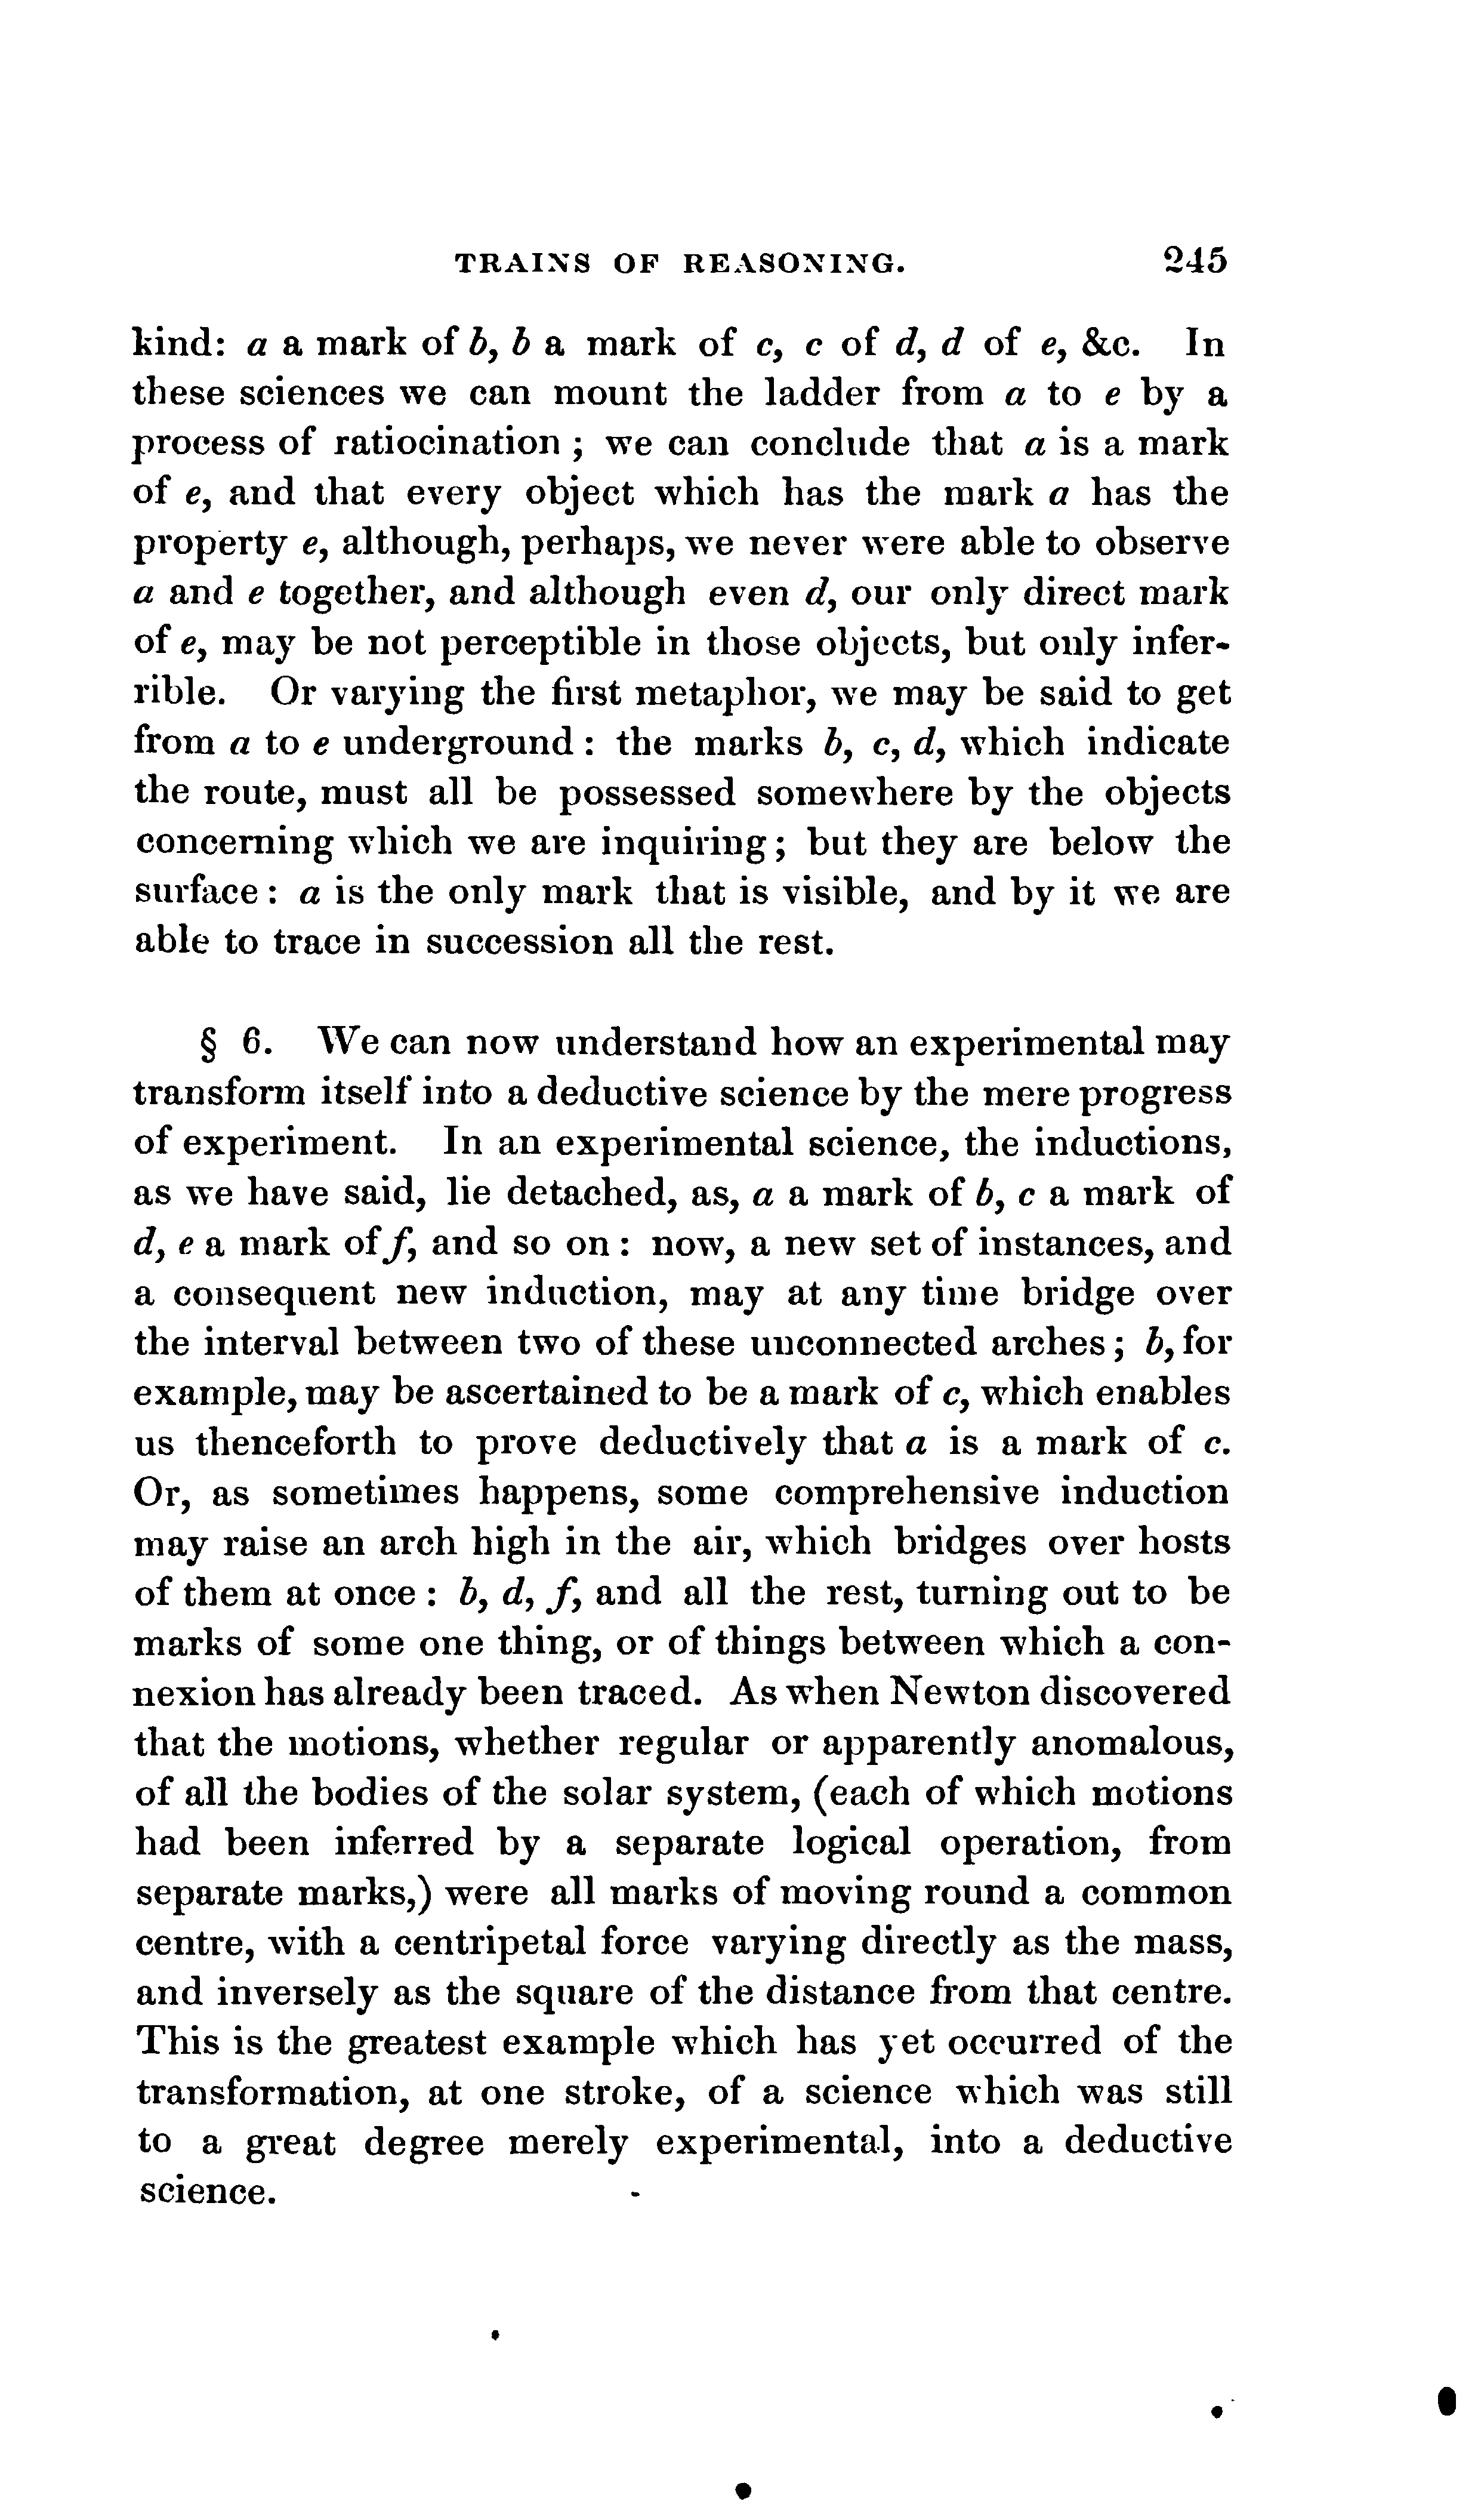 TRAINS OF REASONING. 245
kind: a a mark of b, b a mark of c, c of d, d of e, &c. In
these sciences we can mount the ladder from a to e by a
process of ratiocination ; we can conclude that a is a mark
of e, and that every object which has the mark a has the
property e, although, perhaps, we never were able to observe
a and e together, and although even d, our only direct mark
of e, may be not perceptible in those objects, but only infer-
rible. Or varying the first metaphor, we may be said to get
from a to e underground : the marks b, c, d, which indicate
the route, must all be possessed somewhere by the objects
concerning which we are inquiring ; but they are below the
surface : a is the only mark that is visible, and by it we are
able to trace in succession all the rest.
§ 6. We can now understand how an experimental may
transform itself into a deductive science by the mere progress
of experiment. In an experimental science, the inductions,
as we have said, lie detached, as, a a mark of b, c a mark of
d, e a mark of f, and so on : now, a new set of instances, and
a consequent new induction, may at any time bridge over
the interval between two of these unconnected arches ; b, for
example, may be ascertained to be a mark of c, which enables
us thenceforth to prove deductively that a is a mark of c.
Or, as sometimes happens, some comprehensive induction
may raise an arch high in the air, which bridges over hosts
of them at once : b, d, f, and all the rest, turning out to be
marks of some one thing, or of things between which a con-
nexion has already been traced. As when Newton discovered
that the motions, whether regular or apparently anomalous,
of all the bodies of the solar system, (each of which motions
had been inferred by a separate logical operation, from
separate marks,) were all marks of moving round a common
centre, with a centripetal force varying directly as the mass,
and inversely as the square of the distance from that centre.
This is the greatest example which has yet occurred of the
transformation, at one stroke, of a science which was still
to a great degree merely experimental, into a deductive
science.